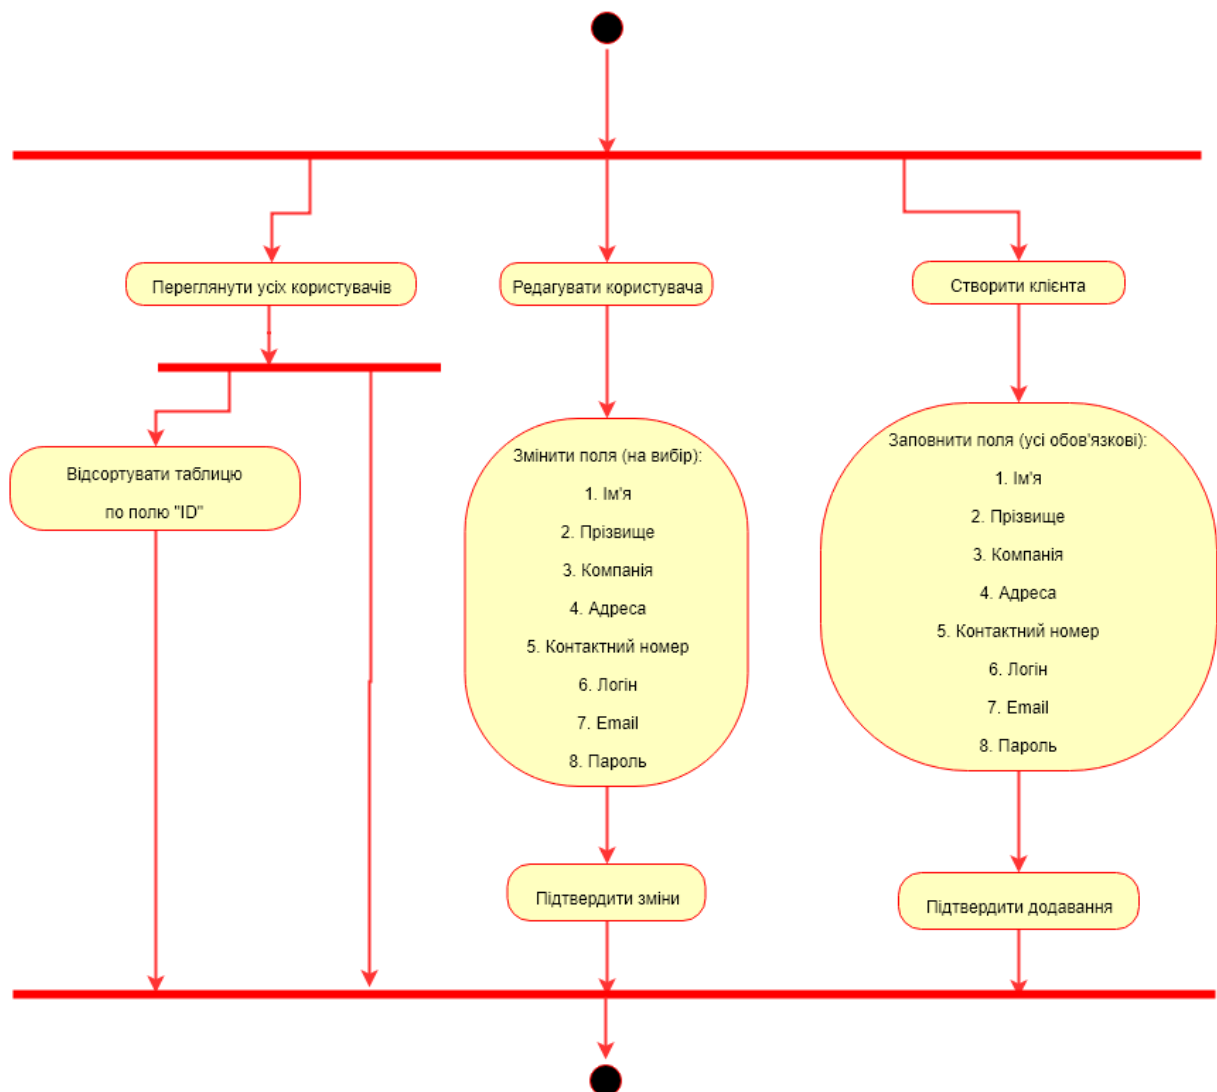 Переглянути усіх користувачів
Редагувати користувача
Створити клієнта
Відсортувати таблицю
по полю "ID"
Змінити поля (на вибір):
1. Ім'я
2. Прізвище
3. Компанія
4. Адреса
5. Контактний номер
6. Логін
7. Email
8. Пароль
Заповнити поля (усі обов'язкові):
1. Ім'я
2. Прізвище
3. Компанія
4. Адреса
5. Контактний номер
6. Логін
7. Email
8. Пароль
Підтвердити зміни
Підтвердити додавання